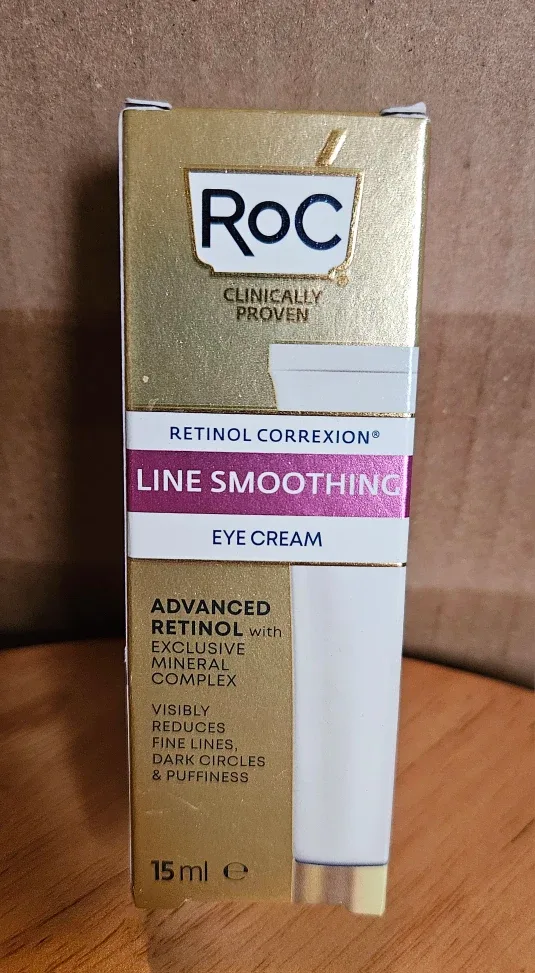 RoC
®
CLINICALLY
PROVEN
RETINOL CORREXION®
LINE SMOOTHING
EYE CREAM
ADVANCED
RETINOL with
EXCLUSIVE
MINERAL
COMPLEX
VISIBLY
REDUCES
FINE LINES,
DARK CIRCLES
& PUFFINESS
15ml ℮